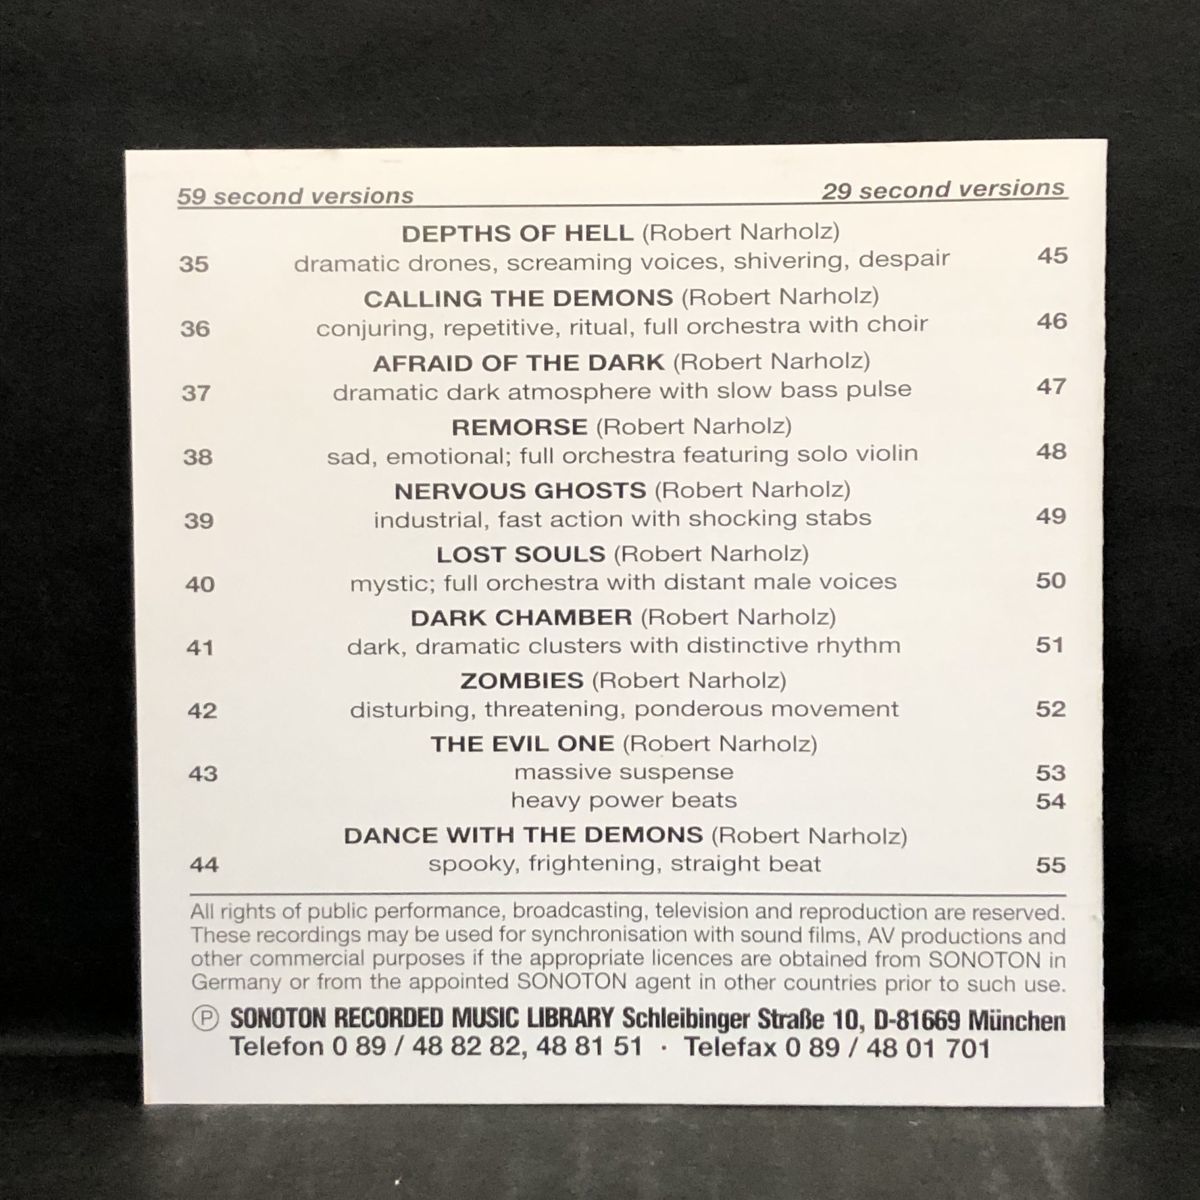 59 second versions 29 second versions
DEPTHS OF HELL (Robert Narholz)
35 dramatic drones, screaming voices, shivering, despair 45
CALLING THE DEMONS (Robert Narholz)
36 conjuring, repetitive, ritual, full orchestra with choir 46
AFRAID OF THE DARK (Robert Narholz)
37 dramatic dark atmosphere with slow bass pulse 47
REMORSE (Robert Narholz)
38 sad, emotional; full orchestra featuring solo violin 48
NERVOUS GHOSTS (Robert Narholz)
39 industrial, fast action with shocking stabs 49
LOST SOULS (Robert Narholz)
40 mystic; full orchestra with distant male voices 50
DARK CHAMBER (Robert Narholz)
41 dark, dramatic clusters with distinctive rhythm 51
ZOMBIES (Robert Narholz)
42 disturbing, threatening, ponderous movement 52
THE EVIL ONE (Robert Narholz)
43 massive suspense 53
heavy power beats 54
DANCE WITH THE DEMONS (Robert Narholz)
44 spooky, frightening, straight beat 55
All rights of public performance, broadcasting, television and reproduction are reserved.
These recordings may be used for synchronisation with sound films, AV productions and
other commercial purposes if the appropriate licences are obtained from SONOTON in
Germany or from the appointed SONOTON agent in other countries prior to such use.
℗ SONOTON RECORDED MUSIC LIBRARY Schleibinger Straße 10, D-81669 München
Telefon 0 89 / 48 82 82, 48 81 51 · Telefax 0 89 / 48 01 701